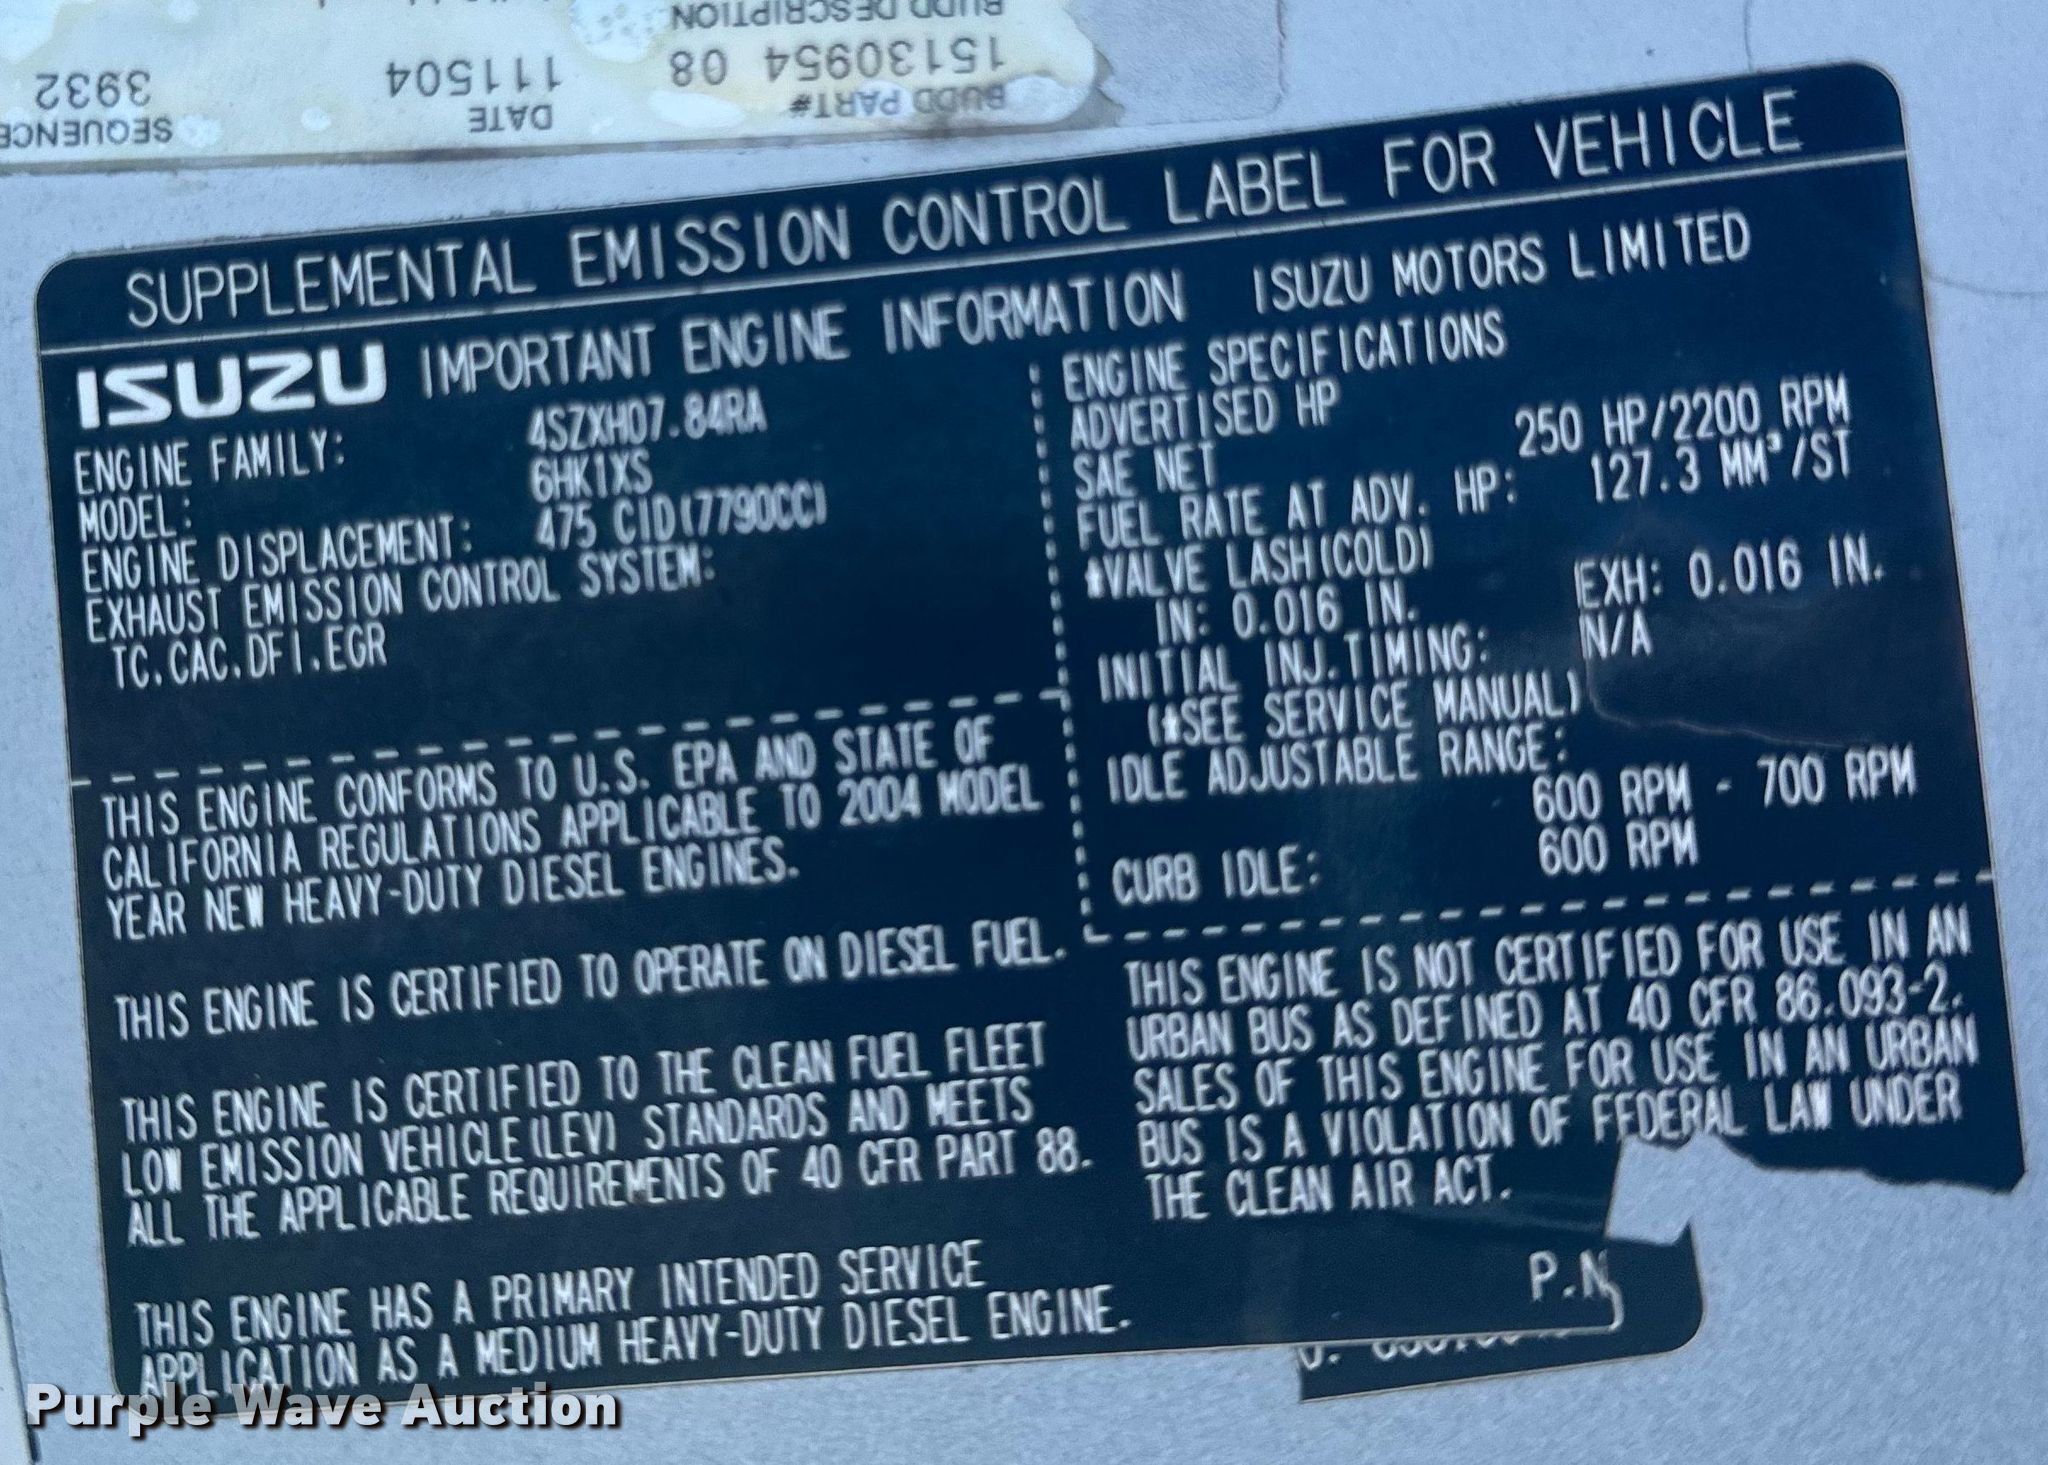 BUDD DESCRIPTION
15130954 08
BUDD PART#
111504
DATE
3932
SEQUENCE
SUPPLEMENTAL EMISSION CONTROL LABEL FOR VEHICLE
ISUZU IMPORTANT ENGINE INFORMATION ISUZU MOTORS LIMITED
ENGINE FAMILY: 4SZXH07.84RA
MODEL: 6HK1XS
ENGINE DISPLACEMENT: 475 CID(7790CC)
EXHAUST EMISSION CONTROL SYSTEM:
TC.CAC.DFI.EGR
THIS ENGINE CONFORMS TO U.S. EPA AND STATE OF
CALIFORNIA REGULATIONS APPLICABLE TO 2004 MODEL
YEAR NEW HEAVY-DUTY DIESEL ENGINES.
THIS ENGINE IS CERTIFIED TO OPERATE ON DIESEL FUEL.
THIS ENGINE IS CERTIFIED TO THE CLEAN FUEL FLEET
LOW EMISSION VEHICLE(LEV) STANDARDS AND MEETS
ALL THE APPLICABLE REQUIREMENTS OF 40 CFR PART 88.
THIS ENGINE HAS A PRIMARY INTENDED SERVICE
APPLICATION AS A MEDIUM HEAVY-DUTY DIESEL ENGINE.
ENGINE SPECIFICATIONS
ADVERTISED HP
SAE NET 250 HP/2200 RPM
FUEL RATE AT ADV. HP: 127.3 MM³/ST
*VALVE LASH(COLD)
IN: 0.016 IN. EXH: 0.016 IN.
INITIAL INJ.TIMING: N/A
(*SEE SERVICE MANUAL)
IDLE ADJUSTABLE RANGE:
600 RPM - 700 RPM
CURB IDLE: 600 RPM
THIS ENGINE IS NOT CERTIFIED FOR USE IN AN
URBAN BUS AS DEFINED AT 40 CFR 86.093-2.
SALES OF THIS ENGINE FOR USE IN AN URBAN
BUS IS A VIOLATION OF FEDERAL LAW UNDER
THE CLEAN AIR ACT.
P.N
Purple Wave Auction